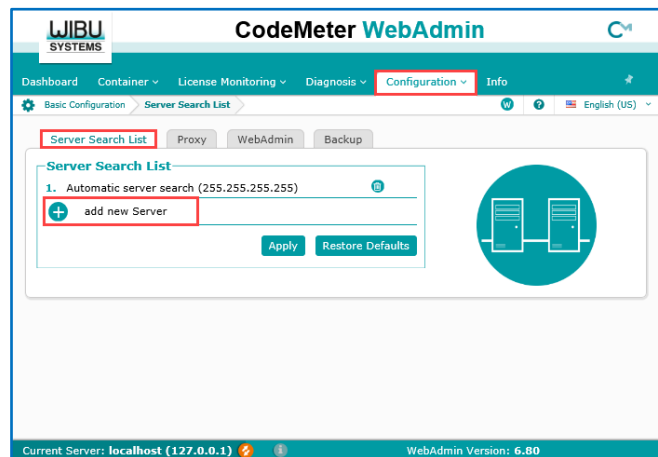 WIBU
SYSTEMS
CodeMeter WebAdmin
Dashboard Container License Monitoring Diagnosis Configuration Info
Basic Configuration Server Search List W ? English (US)
Server Search List Proxy WebAdmin Backup
Server Search List
1. Automatic server search (255.255.255.255)
add new Server
Apply Restore Defaults
Current Server: localhost (127.0.0.1) WebAdmin Version: 6.80